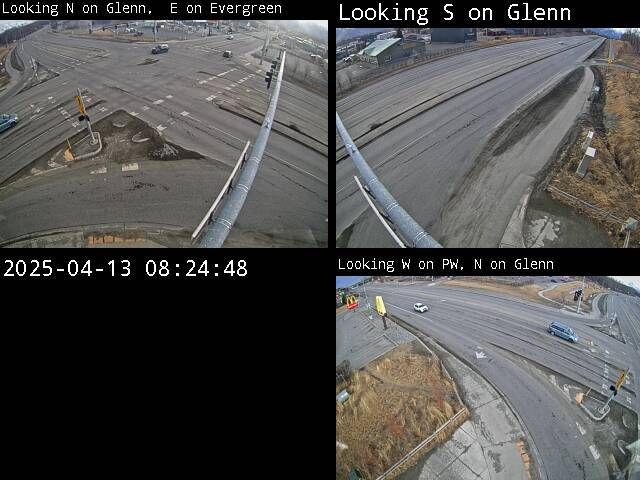 Looking N on Glenn,  E on Evergreen
Looking S on Glenn
2025-04-13 08:24:48
Looking W on PW, N on Glenn